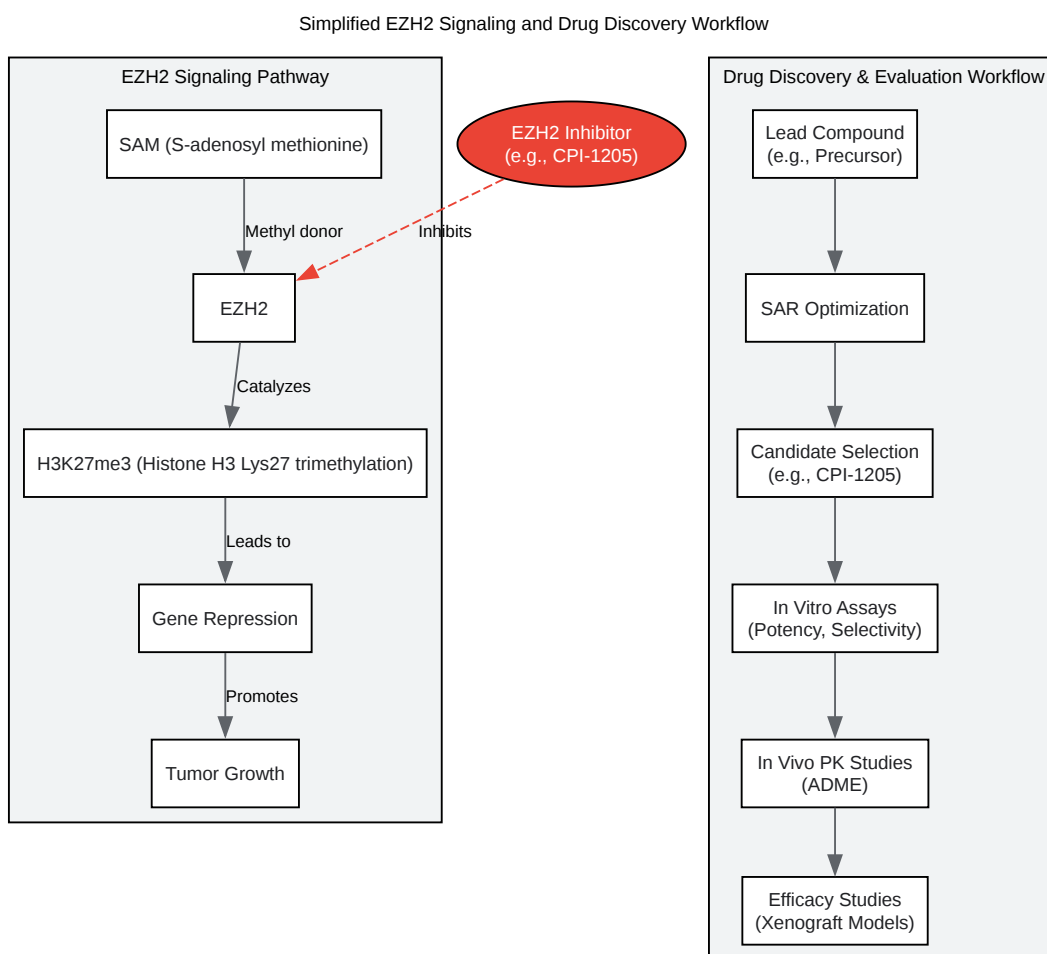 Simplified EZH2 Signaling and Drug Discovery Workflow
EZH2 Signaling Pathway
SAM (S-adenosyl methionine)
Methyl donor
EZH2
Catalyzes
H3K27me3 (Histone H3 Lys27 trimethylation)
Leads to
Gene Repression
Promotes
Tumor Growth
EZH2 Inhibitor
(e.g., CPI-1205)
Inhibits
Drug Discovery & Evaluation Workflow
Lead Compound
(e.g., Precursor)
SAR Optimization
Candidate Selection
(e.g., CPI-1205)
In Vitro Assays
(Potency, Selectivity)
In Vivo PK Studies
(ADME)
Efficacy Studies
(Xenograft Models)